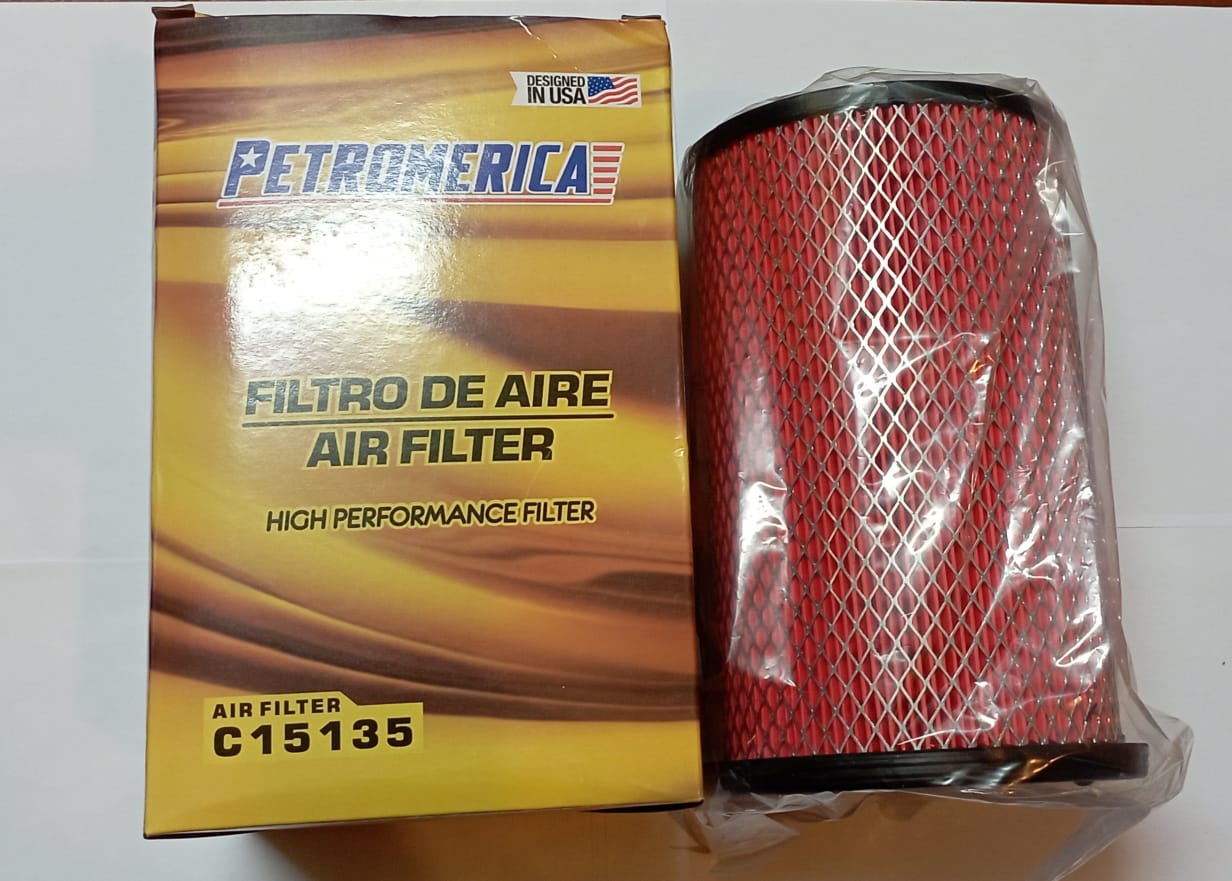 DESIGNED
IN USA
PETROMERICA
FILTRO DE AIRE
AIR FILTER
HIGH PERFORMANCE FILTER
AIR FILTER
C15135